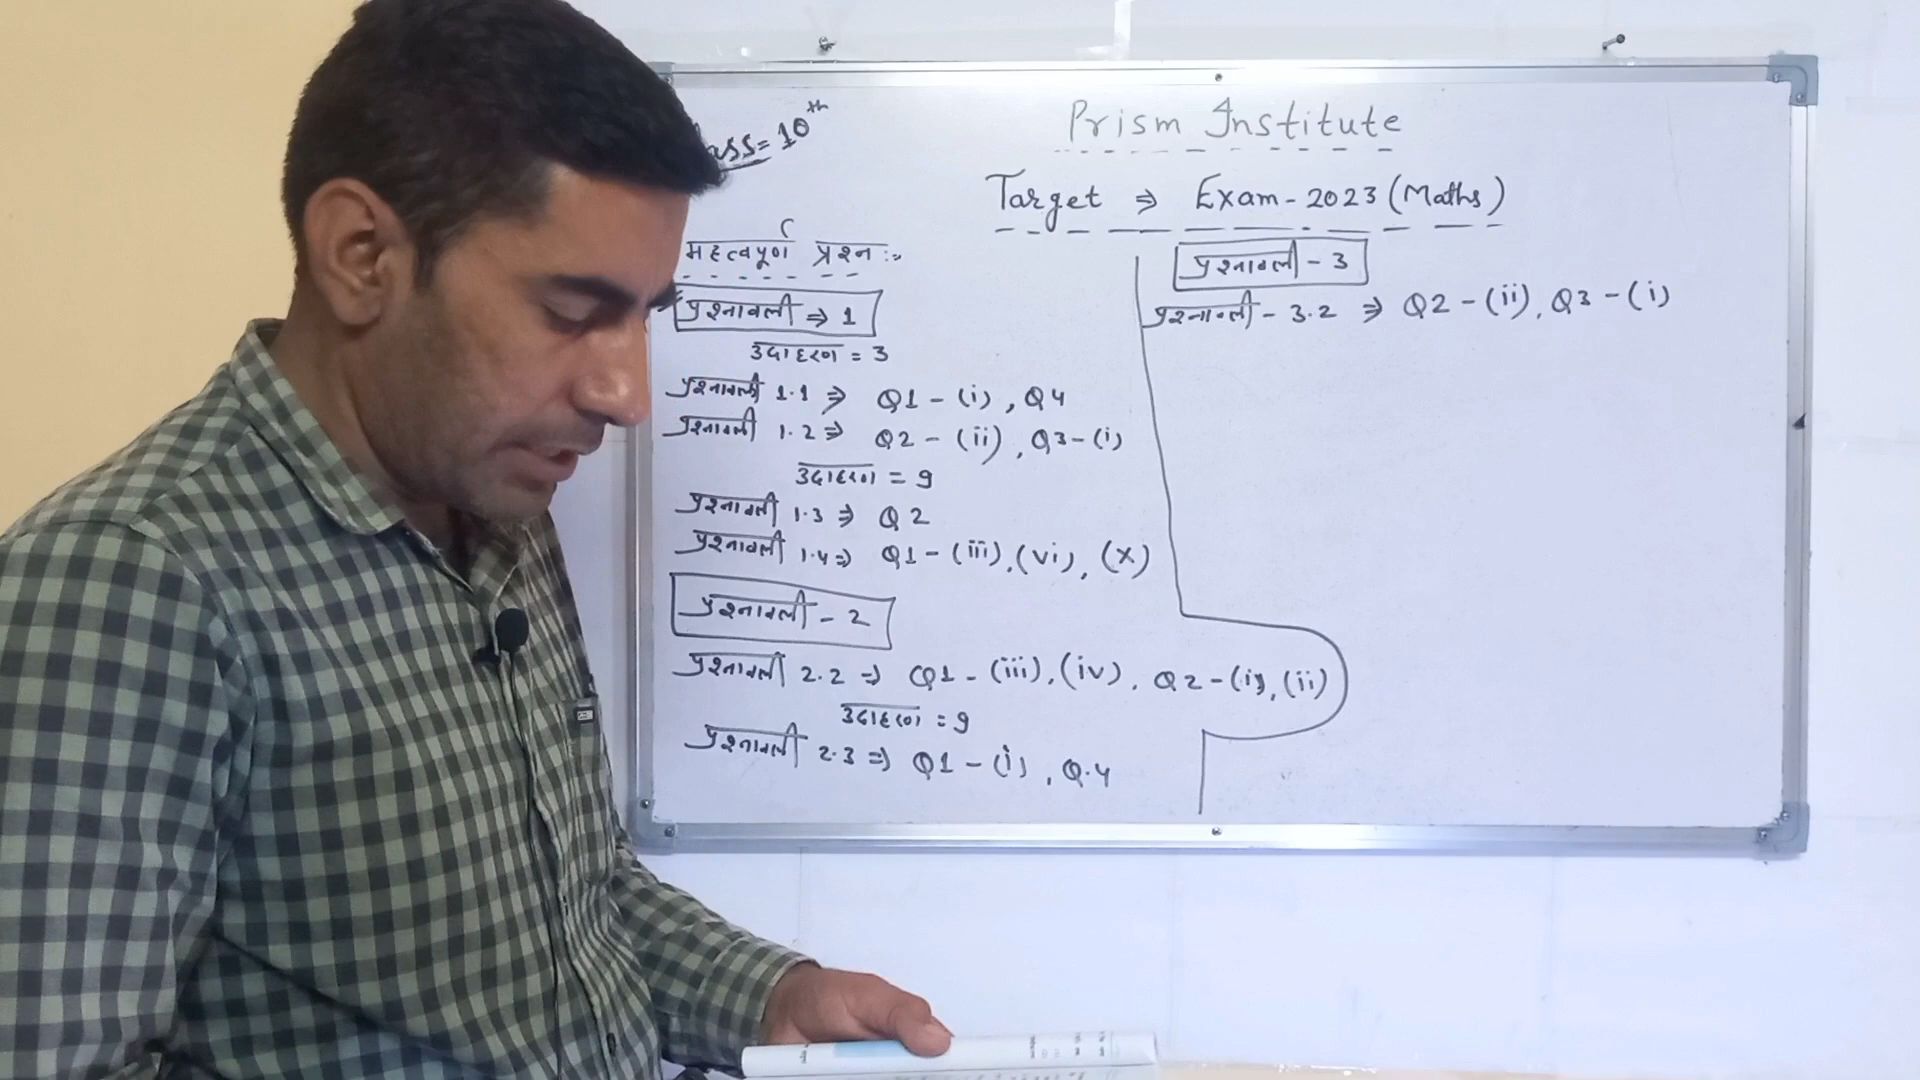 ass = 10th
Prism Institute
Target ⇒ Exam - 2023 (Maths)
महत्वपूर्ण प्रश्न :-
प्रश्नावली ⇒ 1
उदाहरण = 3
प्रश्नावली 1.1 ⇒ Q1 - (i), Q4
प्रश्नावली 1.2 ⇒ Q2 - (ii), Q3 - (i)
उदाहरण = 9
प्रश्नावली 1.3 ⇒ Q2
प्रश्नावली 1.4 ⇒ Q1 - (iii), (vi), (x)
प्रश्नावली - 2
प्रश्नावली 2.2 ⇒ Q1 - (iii), (iv), Q2 - (i), (ii)
उदाहरण = 9
प्रश्नावली 2.3 ⇒ Q1 - (i), Q.4
प्रश्नावली - 3
प्रश्नावली - 3.2 ⇒ Q2 - (ii), Q3 - (i)